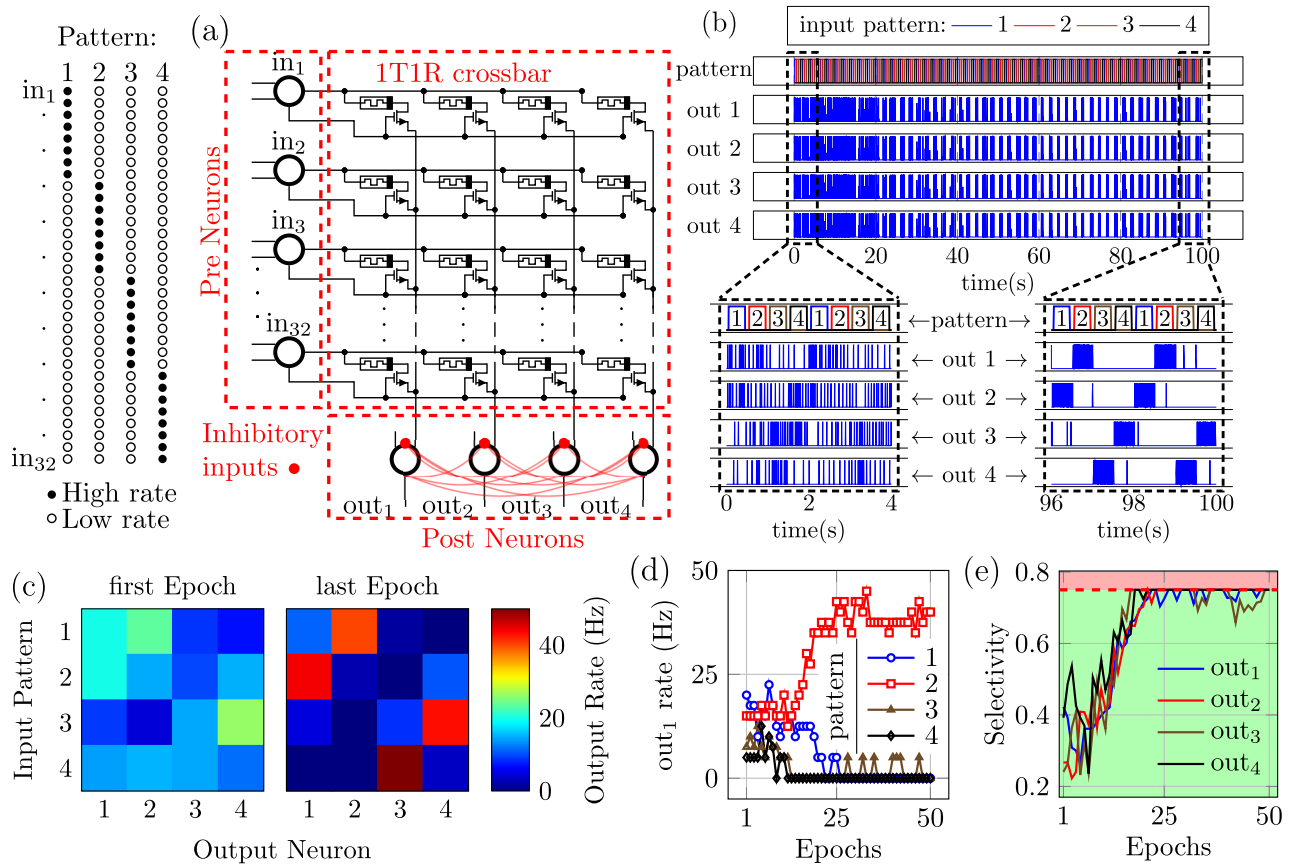 Pattern:
1 2 3 4
in1
in32
● High rate
○ Low rate
(a)
1T1R crossbar
Pre Neurons
in1
in2
in3
in32
Inhibitory
inputs ●
out1 out2 out3 out4
Post Neurons
(b)
input pattern: 1 2 3 4
pattern
out 1
out 2
out 3
out 4
0 20 40 60 80 100
time(s)
1 2 3 4 1 2 3 4 ←pattern→ 1 2 3 4 1 2 3 4
← out 1 →
← out 2 →
← out 3 →
← out 4 →
0 2 4 96 98 100
time(s) time(s)
(c)
first Epoch last Epoch
Input Pattern
1
2
3
4
1 2 3 4 1 2 3 4
Output Neuron
40
20
0
Output Rate (Hz)
(d)
out1 rate (Hz)
50
25
0
pattern
1
2
3
4
1 25 50
Epochs
(e)
Selectivity
0.8
0.6
0.4
0.2
out1
out2
out3
out4
1 25 50
Epochs